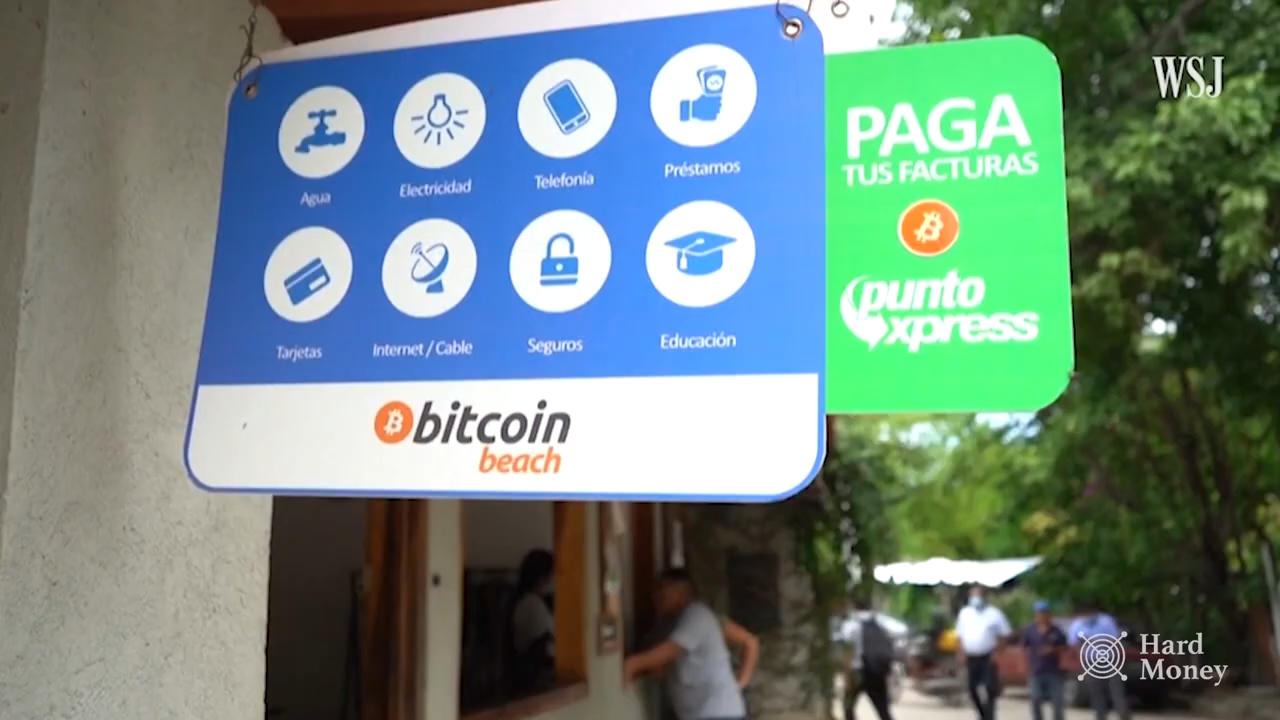 Agua
Electricidad
Telefonía
Préstamos
Tarjetas
Internet / Cable
Seguros
Educación
bitcoin
beach
PAGA
TUS FACTURAS
punto
xpress
WSJ
Hard
Money